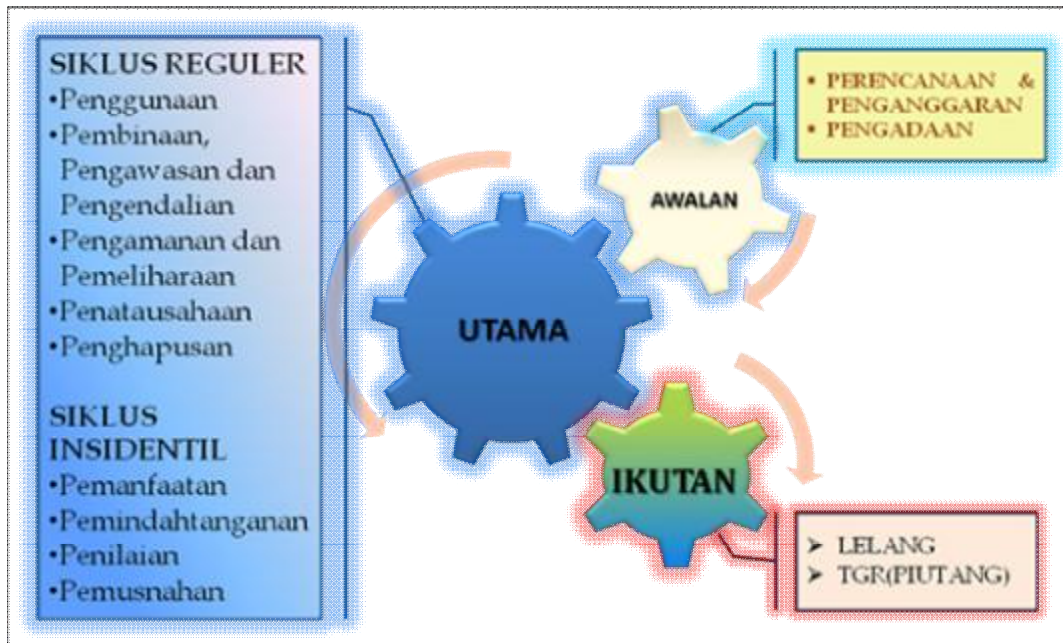 SIKLUS REGULER
•Penggunaan
•Pembinaan,
Pengawasan dan
Pengendalian
•Pengamanan dan
Pemeliharaan
•Penatausahaan
•Penghapusan
SIKLUS
INSIDENTIL
•Pemanfaatan
•Pemindahtanganan
•Penilaian
•Pemusnahan
UTAMA
AWALAN
• PERENCANAAN &
PENGANGGARAN
• PENGADAAN
IKUTAN
➢ LELANG
➢ TGR(PIUTANG)